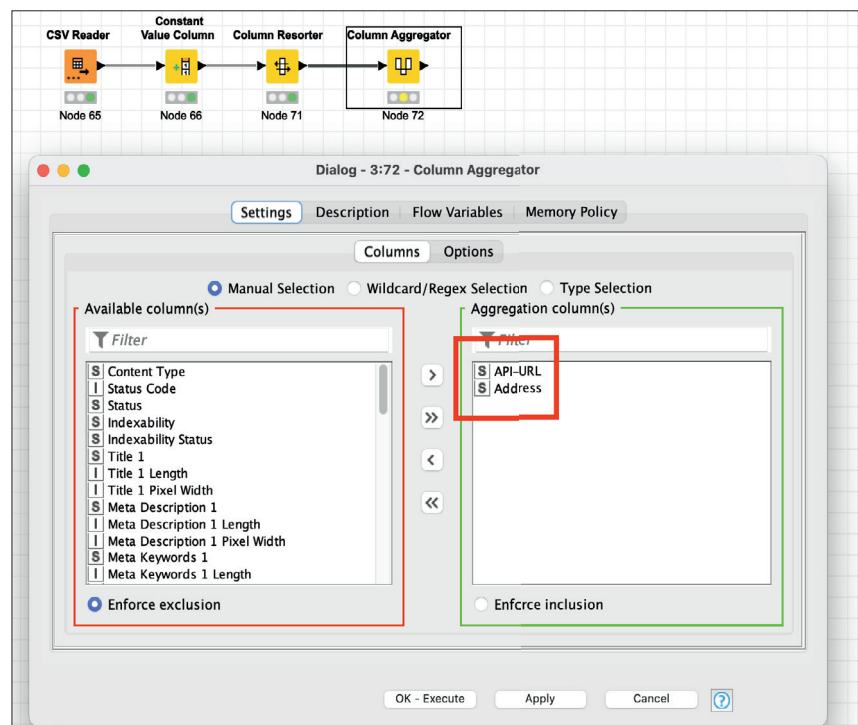 CSV Reader
Constant
Value Column
Column Resorter
Column Aggregator
Node 65
Node 66
Node 71
Node 72
Dialog - 3:72 - Column Aggregator
Settings Description Flow Variables Memory Policy
Columns Options
Manual Selection Wildcard/Regex Selection Type Selection
Available column(s)
Filter
S Content Type
I Status Code
S Status
S Indexability
S Indexability Status
S Title 1
I Title 1 Length
I Title 1 Pixel Width
S Meta Description 1
I Meta Description 1 Length
I Meta Description 1 Pixel Width
S Meta Keywords 1
I Meta Keywords 1 Length
Enforce exclusion
> 
>>
<
<<
Aggregation column(s)
Filter
S API-URL
S Address
Enforce inclusion
OK - Execute Apply Cancel ?